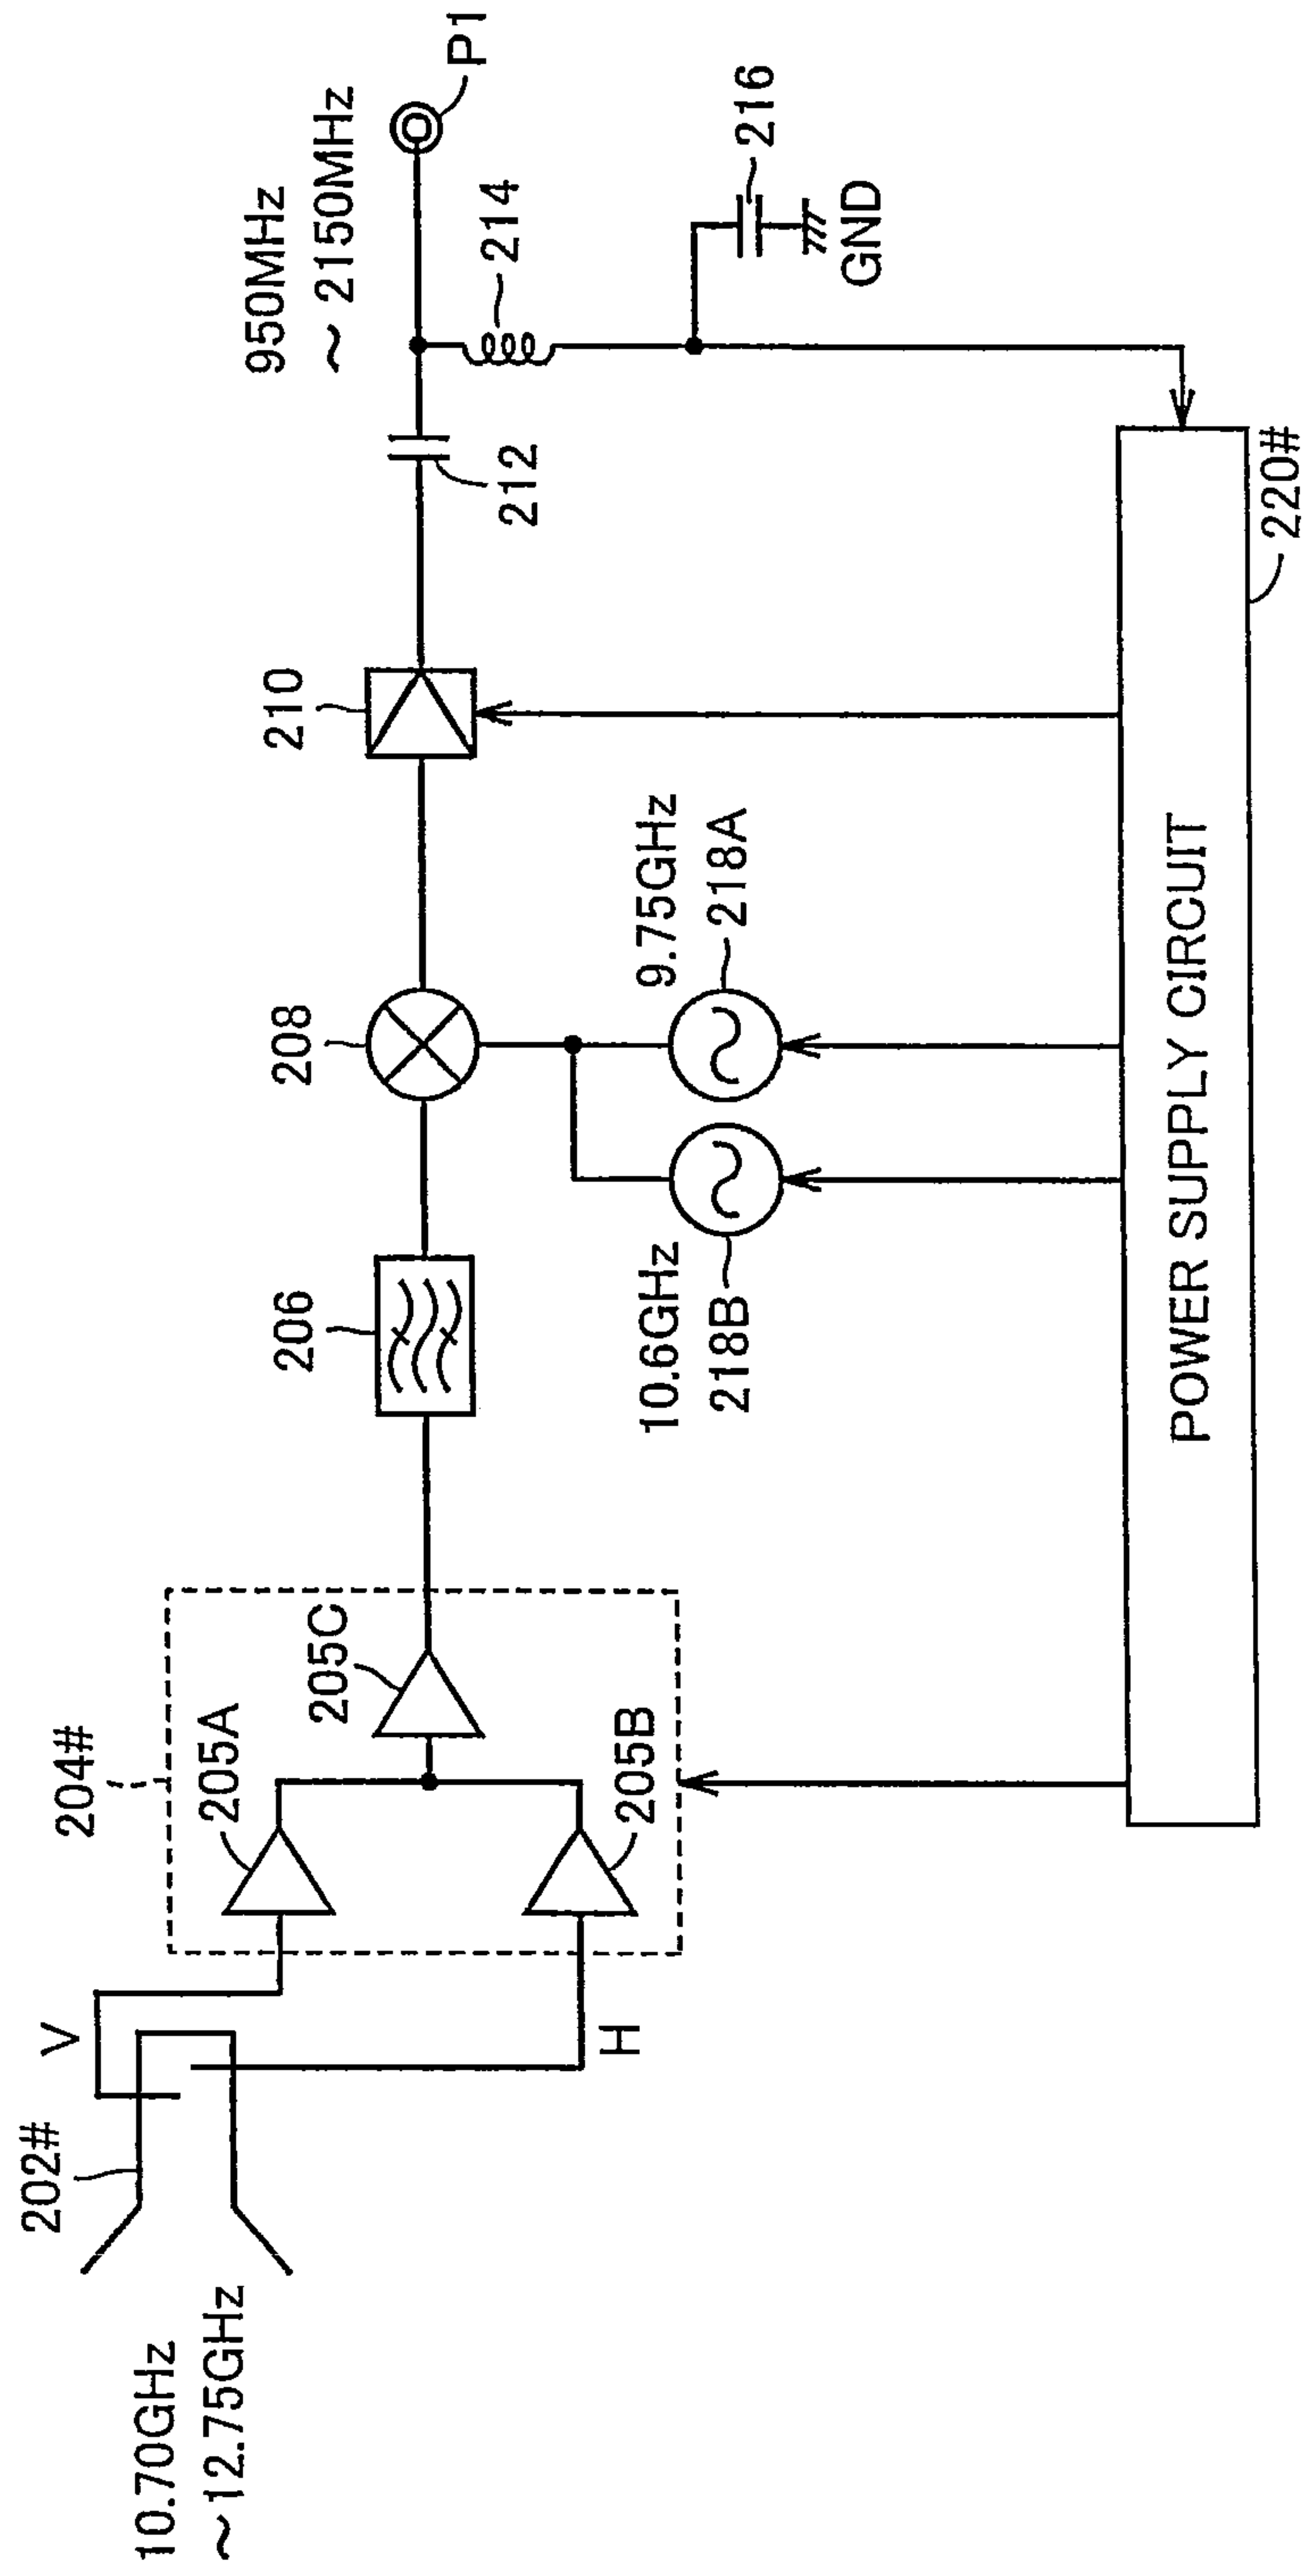 10.70GHz
～12.75GHz
202#
V
H
204#
205A
205B
205C
206
208
210
212
214
216
GND
950MHz
～2150MHz
P1
10.6GHz
218B
9.75GHz
218A
POWER SUPPLY CIRCUIT
220#